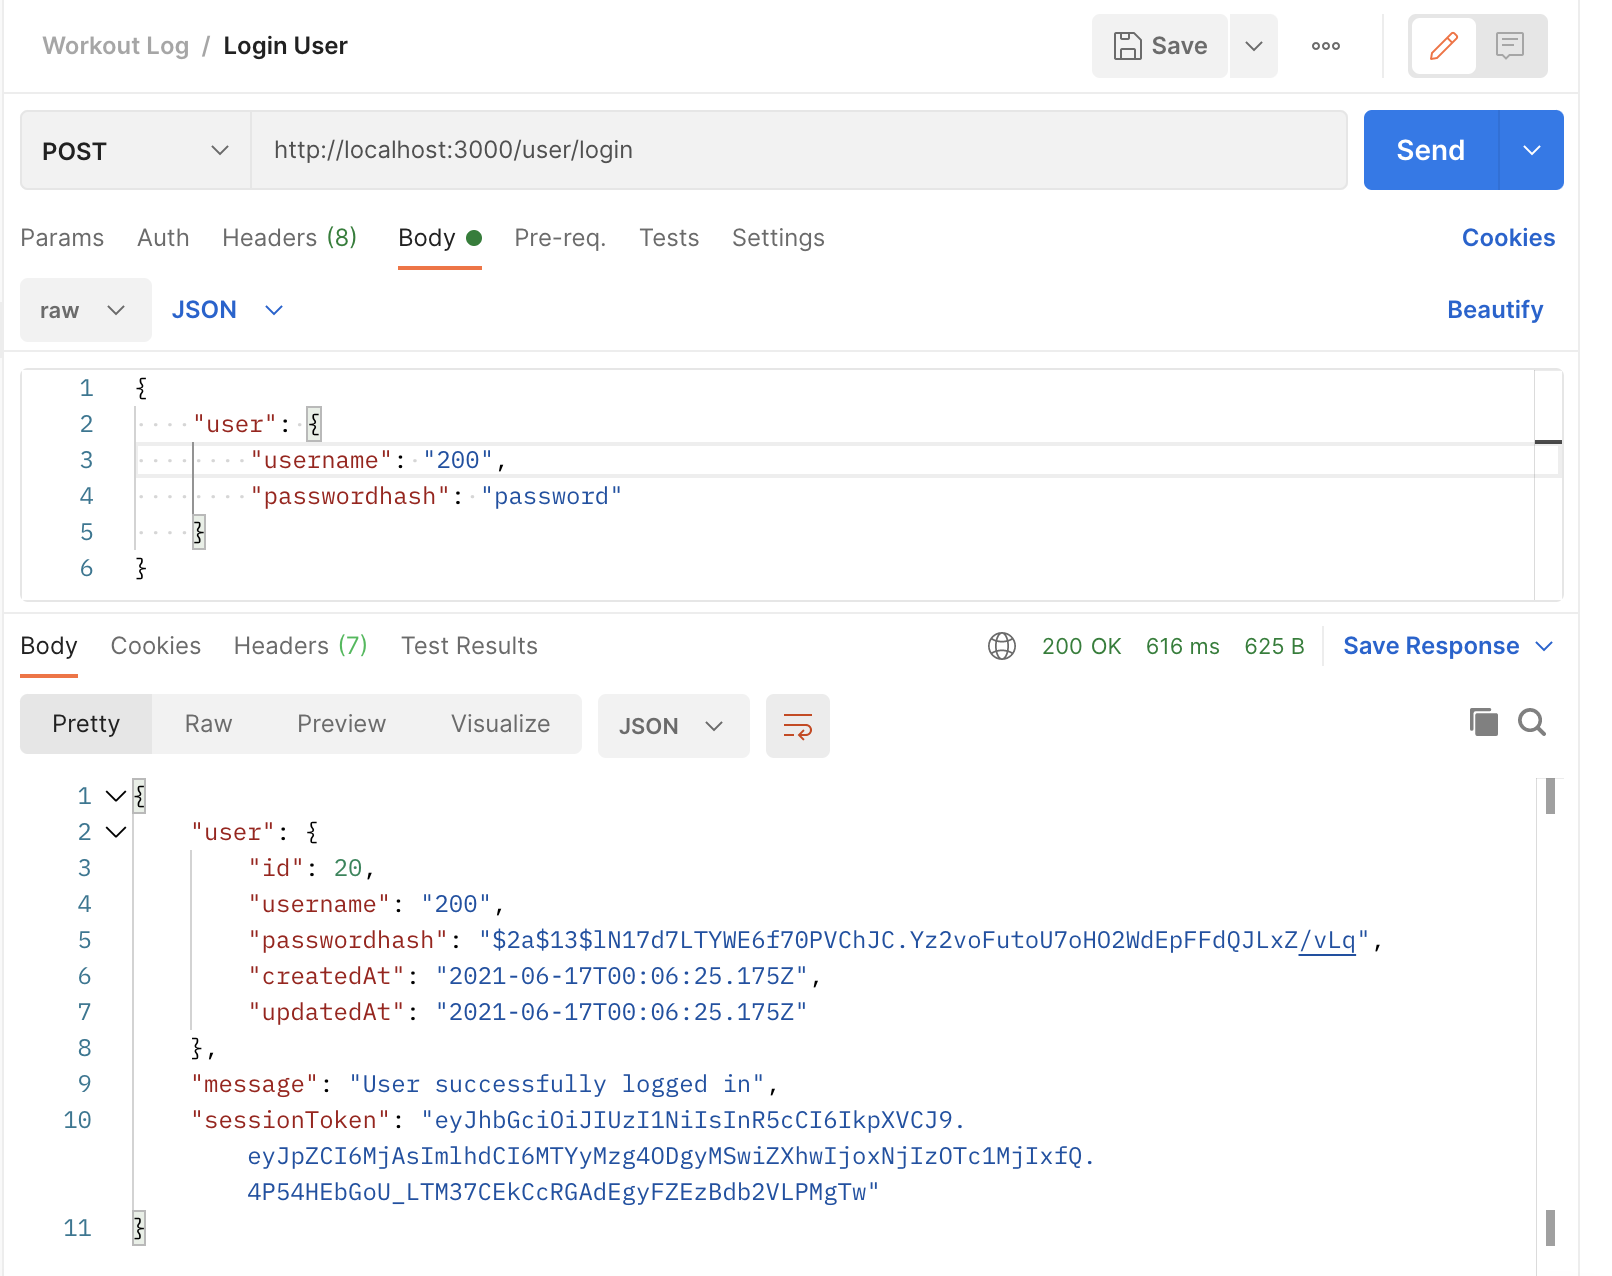 Workout Log / Login User
Save
POST http://localhost:3000/user/login Send
Params Auth Headers (8) Body Pre-req. Tests Settings Cookies
raw JSON Beautify
1 {
2 "user": {
3 "username": "200",
4 "passwordhash": "password"
5 }
6 }
Body Cookies Headers (7) Test Results 200 OK 616 ms 625 B Save Response
Pretty Raw Preview Visualize JSON
1 {
2 "user": {
3 "id": 20,
4 "username": "200",
5 "passwordhash": "$2a$13$lN17d7LTYWE6f70PVChJC.Yz2voFutoU7oHO2WdEpFFdQJLxZ/vLq",
6 "createdAt": "2021-06-17T00:06:25.175Z",
7 "updatedAt": "2021-06-17T00:06:25.175Z"
8 },
9 "message": "User successfully logged in",
10 "sessionToken": "eyJhbGciOiJIUzI1NiIsInR5cCI6IkpXVCJ9.
eyJpZCI6MjAsImlhdCI6MTYyMzg4ODgyMSwiZXhwIjoxNjIzOTc1MjIxfQ.
4P54HEbGoU_LTM37CEkCcRGAdEgyFZEzBdb2VLPMgTw"
11 }